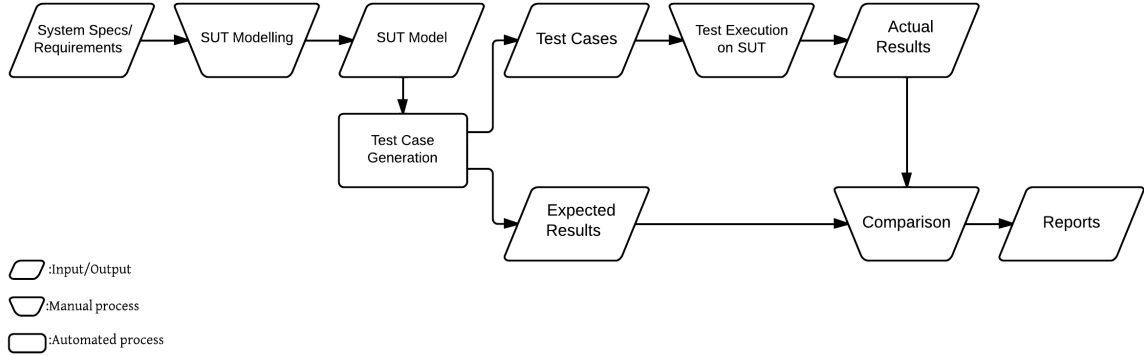 System Specs/
Requirements
SUT Modelling
SUT Model
Test Cases
Test Execution
on SUT
Actual
Results
Test Case
Generation
Expected
Results
Comparison
Reports
:Input/Output
:Manual process
:Automated process